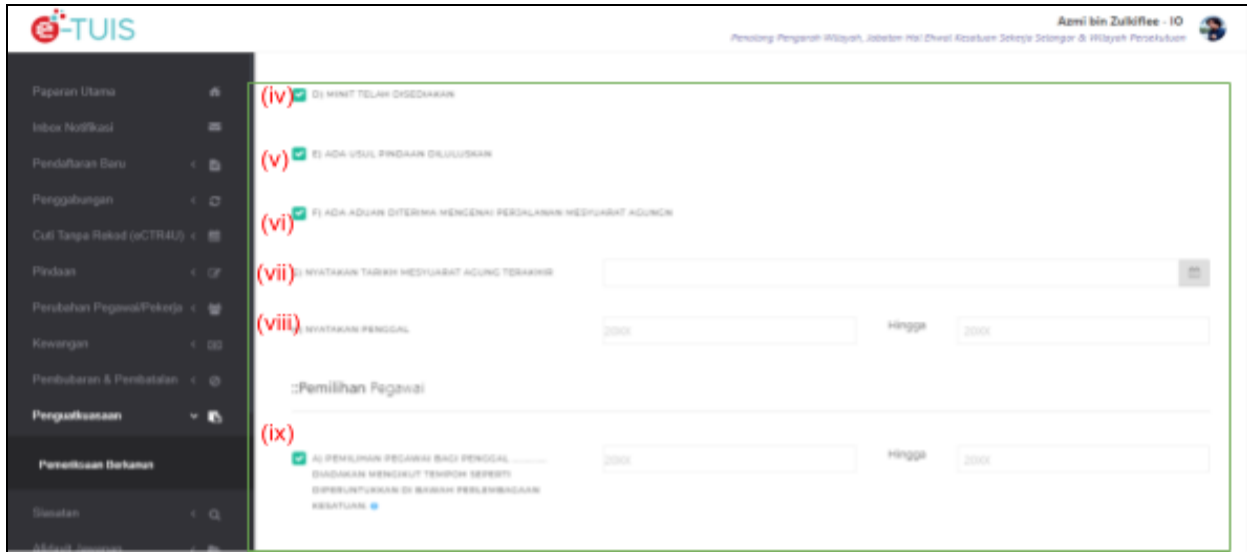 e-TUIS
Azmi bin Zulkiflee - IO
Penolong Pengarah Wilayah, Jabatan Hal Ehwal Kesatuan Sekerja Selangor & Wilayah Persekutuan
Paparan Utama
Inbox Notifikasi
Pendaftaran Baru
Penggabungan
Cuti Tanpa Rekod (eCTR4U)
Pindaan
Perubahan Pegawai/Pekerja
Kewangan
Pembubaran & Pembatalan
Penguatkuasaan
Pemeriksaan Berkanun
Siasatan
(iv) D) MINIT TELAH DISEDIAKAN
(v) E) ADA USUL PINDAAN DILULUSKAN
(vi) F) ADA ADUAN DITERIMA MENGENAI PERJALANAN MESYUARAT AGUNGN
(vii) NYATAKAN TARIKH MESYUARAT AGUNG TERAKHIR
(viii) NYATAKAN PENGGAL 20XX Hingga 20XX
::Pemilihan Pegawai
(ix)
A) PEMILIHAN PEGAWAI BAGI PENGGAL ............. 20XX Hingga 20XX
DIADAKAN MENGIKUT TEMPOH SEPERTI
DIPERUNTUKKAN DI BAWAH PERLEMBAGAAN
KESATUAN